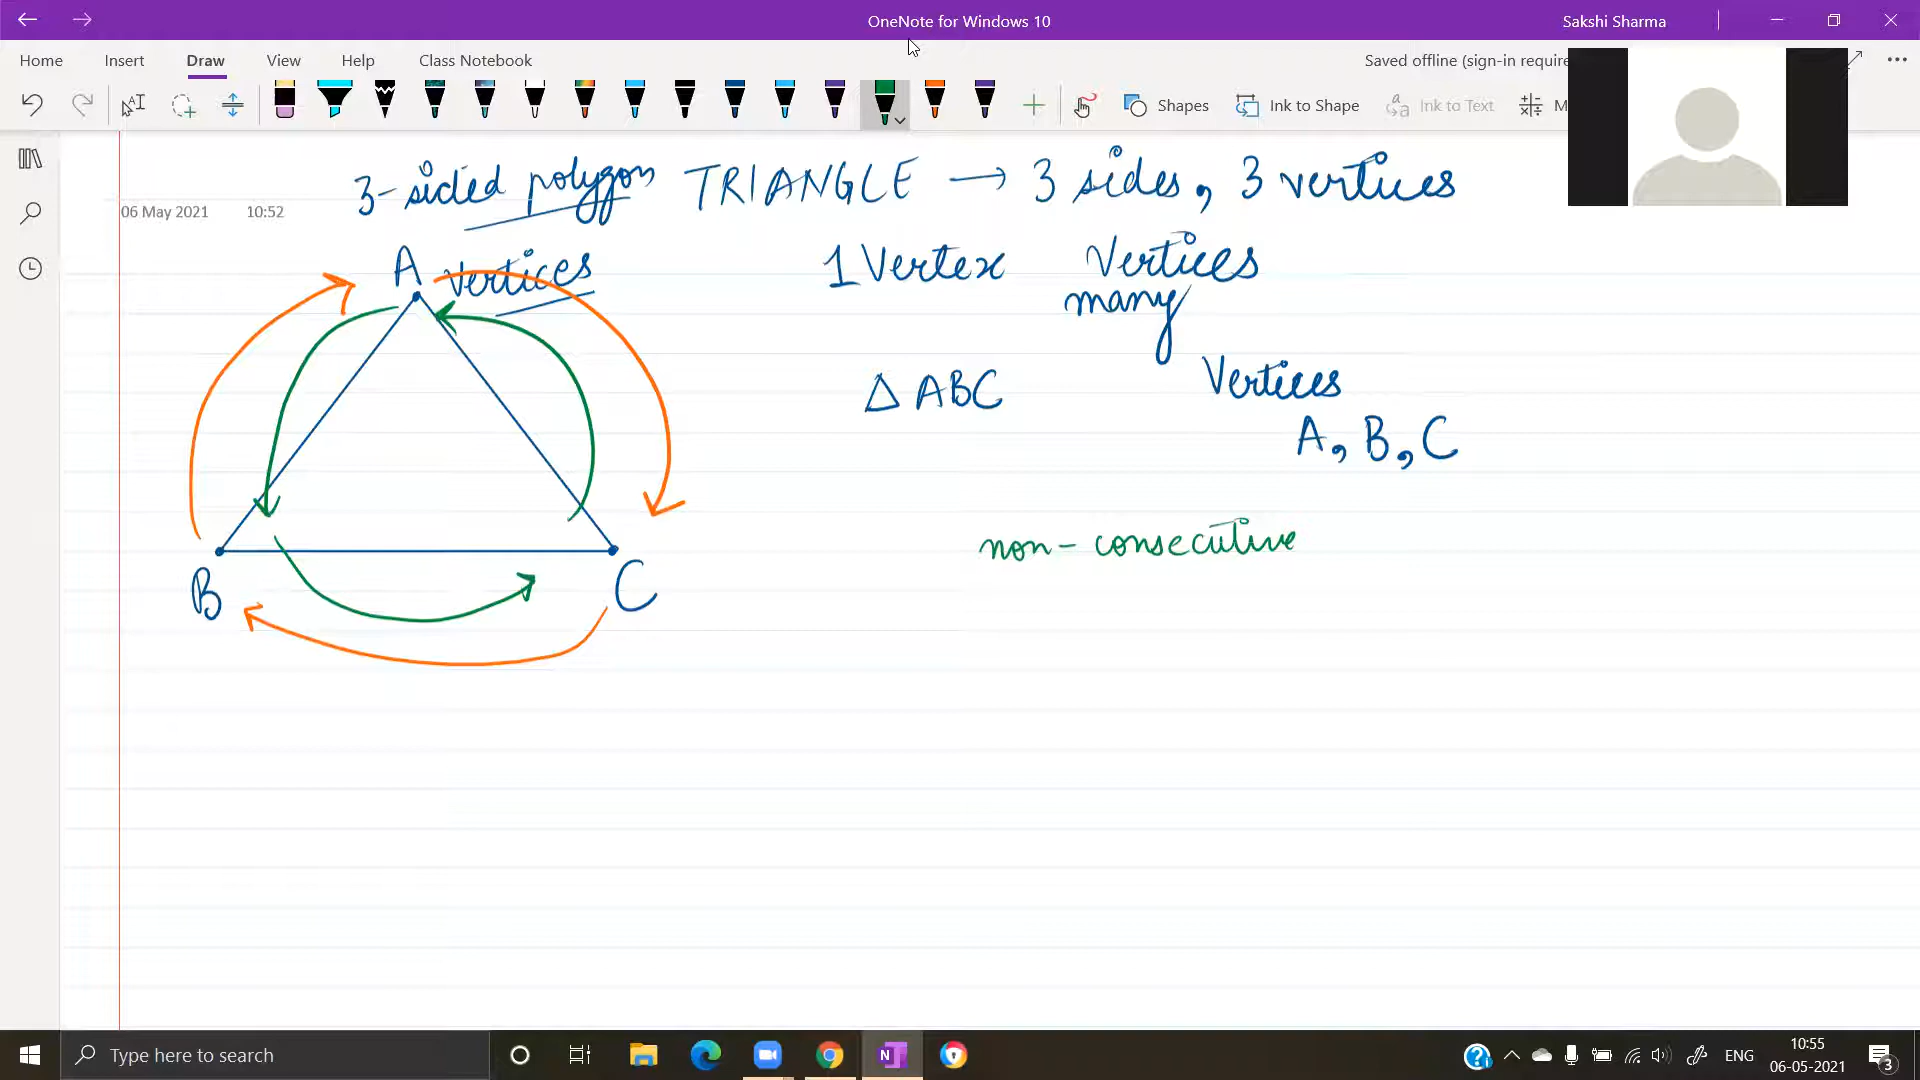 OneNote for Windows 10
Sakshi Sharma
Home Insert Draw View Help Class Notebook
Saved offline (sign-in require
Shapes Ink to Shape Ink to Text M
3-sided polygon TRIANGLE → 3 sides, 3 vertices
06 May 2021 10:52
A vertices
1 Vertex Vertices
many
△ ABC Vertices
A, B, C
non-consecutive
B C
Type here to search
N
ENG
10:55
06-05-2021
3